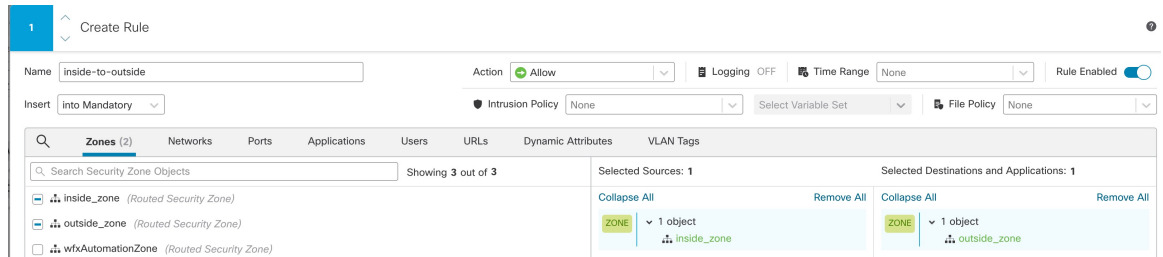 1 Create Rule
Name inside-to-outside Action Allow Logging OFF Time Range None Rule Enabled
Insert into Mandatory Intrusion Policy None Select Variable Set File Policy None
Zones (2) Networks Ports Applications Users URLs Dynamic Attributes VLAN Tags
Search Security Zone Objects Showing 3 out of 3 Selected Sources: 1 Selected Destinations and Applications: 1
inside_zone (Routed Security Zone) Collapse All Remove All Collapse All Remove All
outside_zone (Routed Security Zone) ZONE 1 object ZONE 1 object
inside_zone outside_zone
wfxAutomationZone (Routed Security Zone)